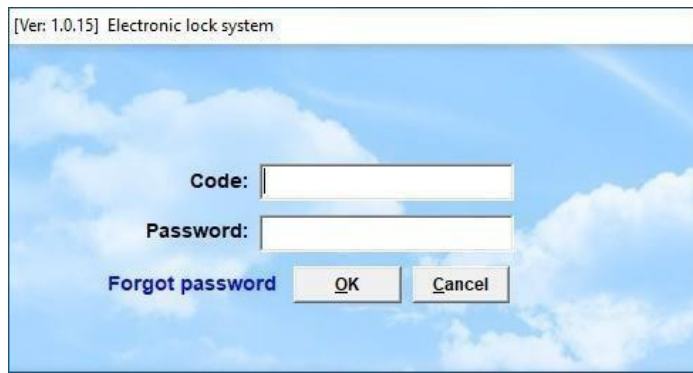 [Ver: 1.0.15] Electronic lock system
Code:
Password:
Forgot password OK Cancel